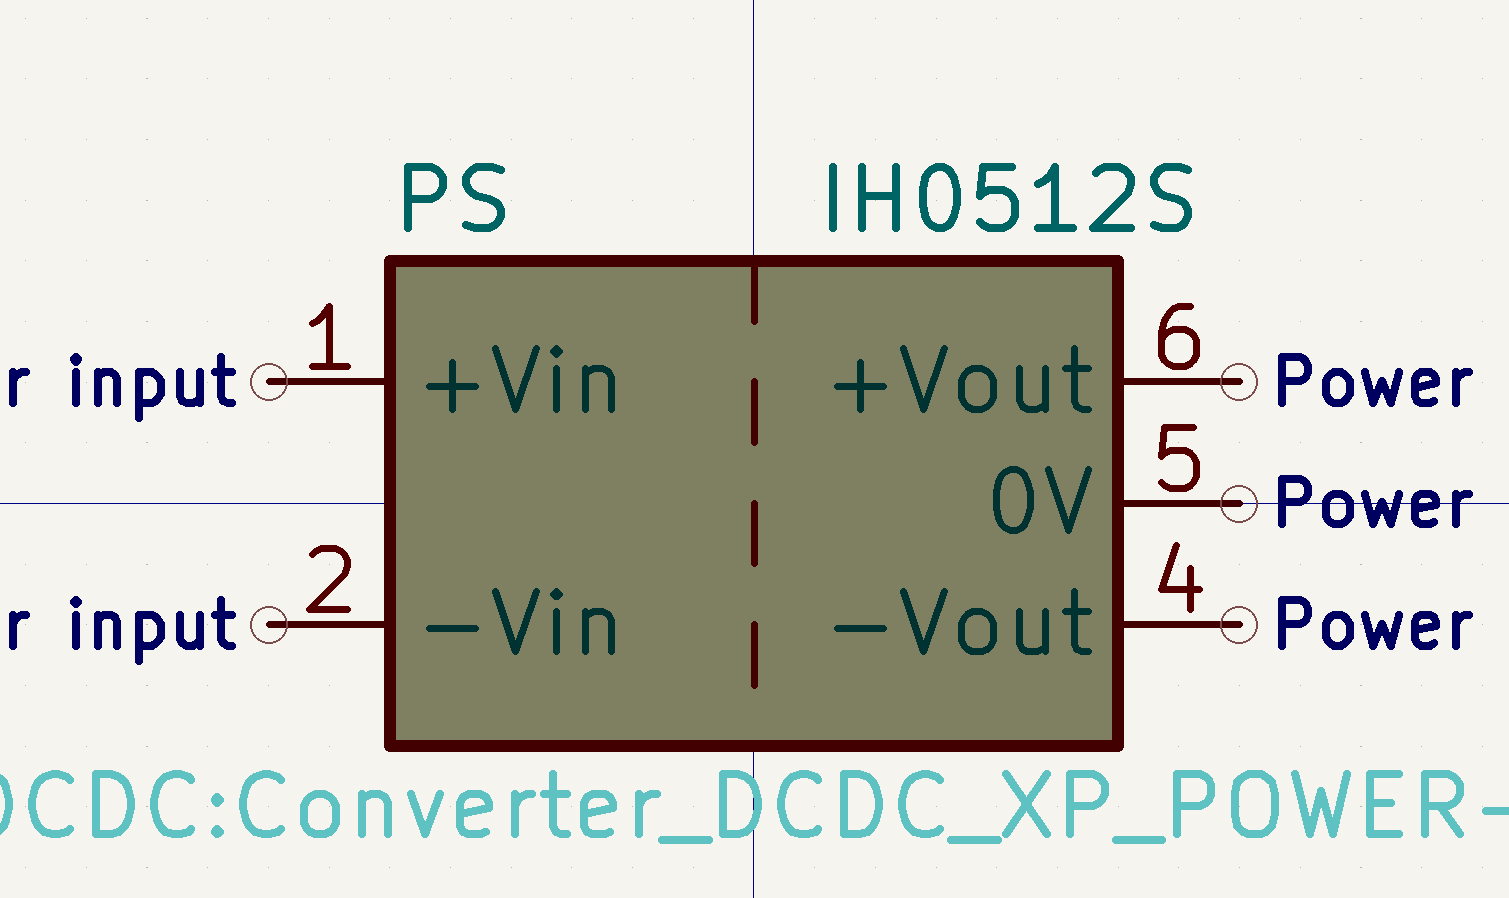 PS IH0512S
1 6
r input +Vin +Vout Power
5
0V Power
2 4
r input -Vin -Vout Power
DCDC:Converter_DCDC_XP_POWER-